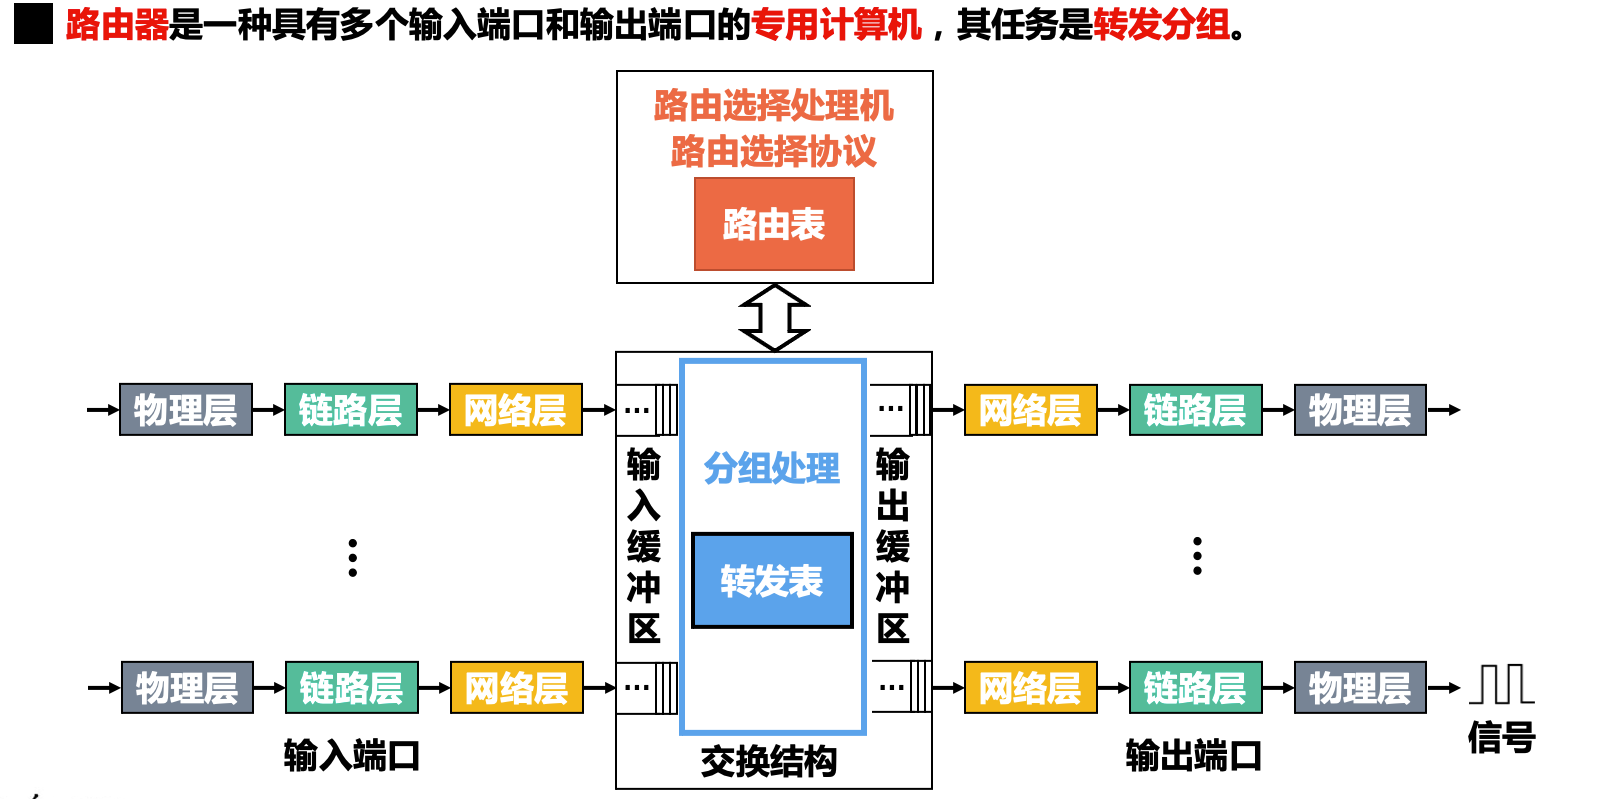 路由器是一种具有多个输入端口和输出端口的专用计算机，其任务是转发分组。
路由选择处理机
路由选择协议
路由表
物理层 链路层 网络层 … … 网络层 链路层 物理层
分组处理
输入缓冲区
输出缓冲区
转发表
物理层 链路层 网络层 … … 网络层 链路层 物理层
信号
输入端口
交换结构
输出端口